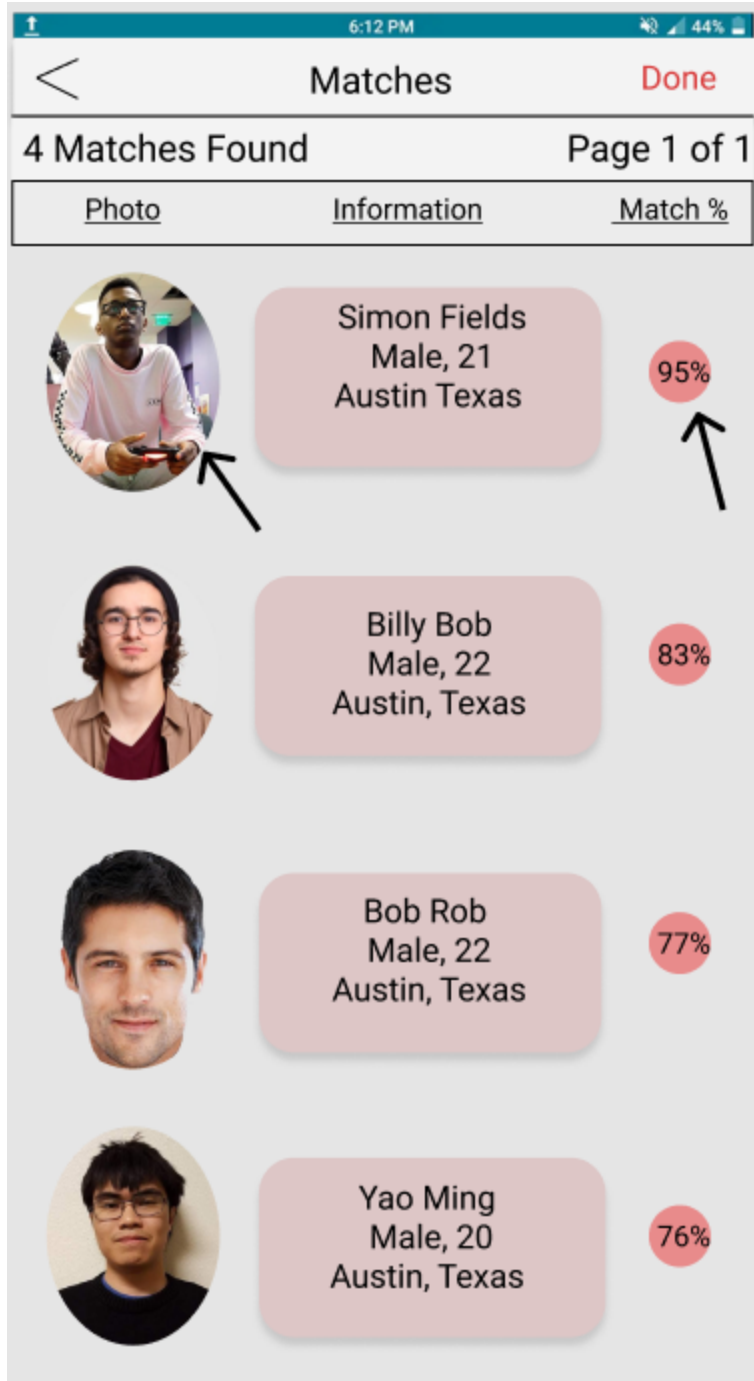 6:12 PM 44%
Matches Done
4 Matches Found Page 1 of 1
Photo Information Match %
Simon Fields
Male, 21
Austin Texas
95%
Billy Bob
Male, 22
Austin, Texas
83%
Bob Rob
Male, 22
Austin, Texas
77%
Yao Ming
Male, 20
Austin, Texas
76%